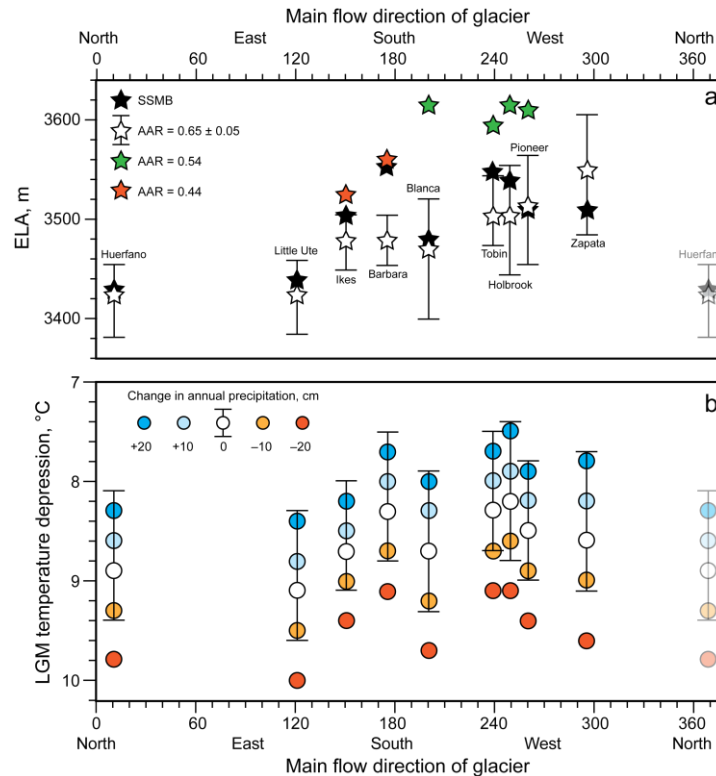 Main flow direction of glacier
North East South West North
0 60 120 180 240 300 360
a
SSMB
AAR = 0.65 ± 0.05
AAR = 0.54
AAR = 0.44
3600
3500
3400
ELA, m
Huerfano
Little Ute
Ikes
Barbara
Blanca
Tobin
Holbrook
Pioneer
Zapata
Huerfan
b
Change in annual precipitation, cm
+20 +10 0 –10 –20
7
8
9
10
LGM temperature depression, °C
0 60 120 180 240 300 360
North East South West North
Main flow direction of glacier